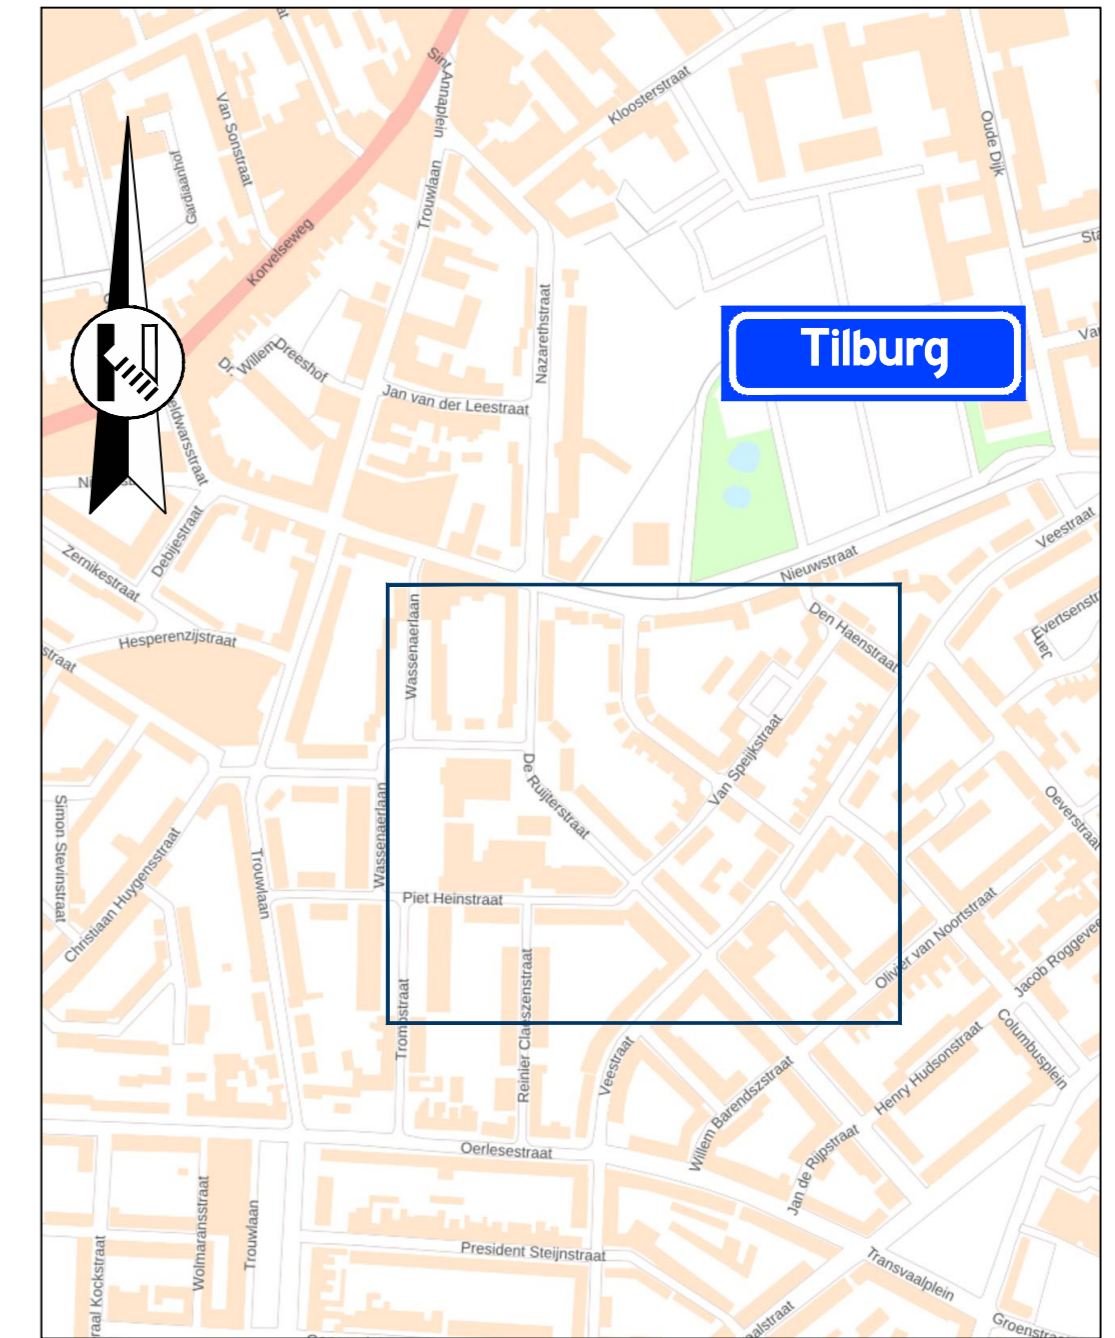 Sint Annaplein
Kloosterstraat
Van Sonstraat
Oude Dijk
Gardiaanhof
Trouwlaan
Korvelseweg
Nazarethstraat
Tilburg
Dr. Willem
Dreeshof
Jan van der Leestraat
Debijestraat
Zernikestraat
Veestraat
Nieuwstraat
Hesperenzijstraat
straat
Wassenaerlaan
Den Haenstraat
Jan
Van Speijkstraat
De Ruijterstraat
Wassenaerlaan
Simon Stevinstraat
Christiaan Huygensstraat
Trouwlaan
Oeverstraat
Piet Heinstraat
Olivier van Noortstraat
Reinier Claeszenstraat
Trompstraat
Columbusplein
Henry Hudsonstraat
Veestraat
Willem Barendszstraat
Jan de Rijpstraat
Oerlesestraat
Wolmaransstraat
Trouwlaan
President Steijnstraat
Transvaalplein